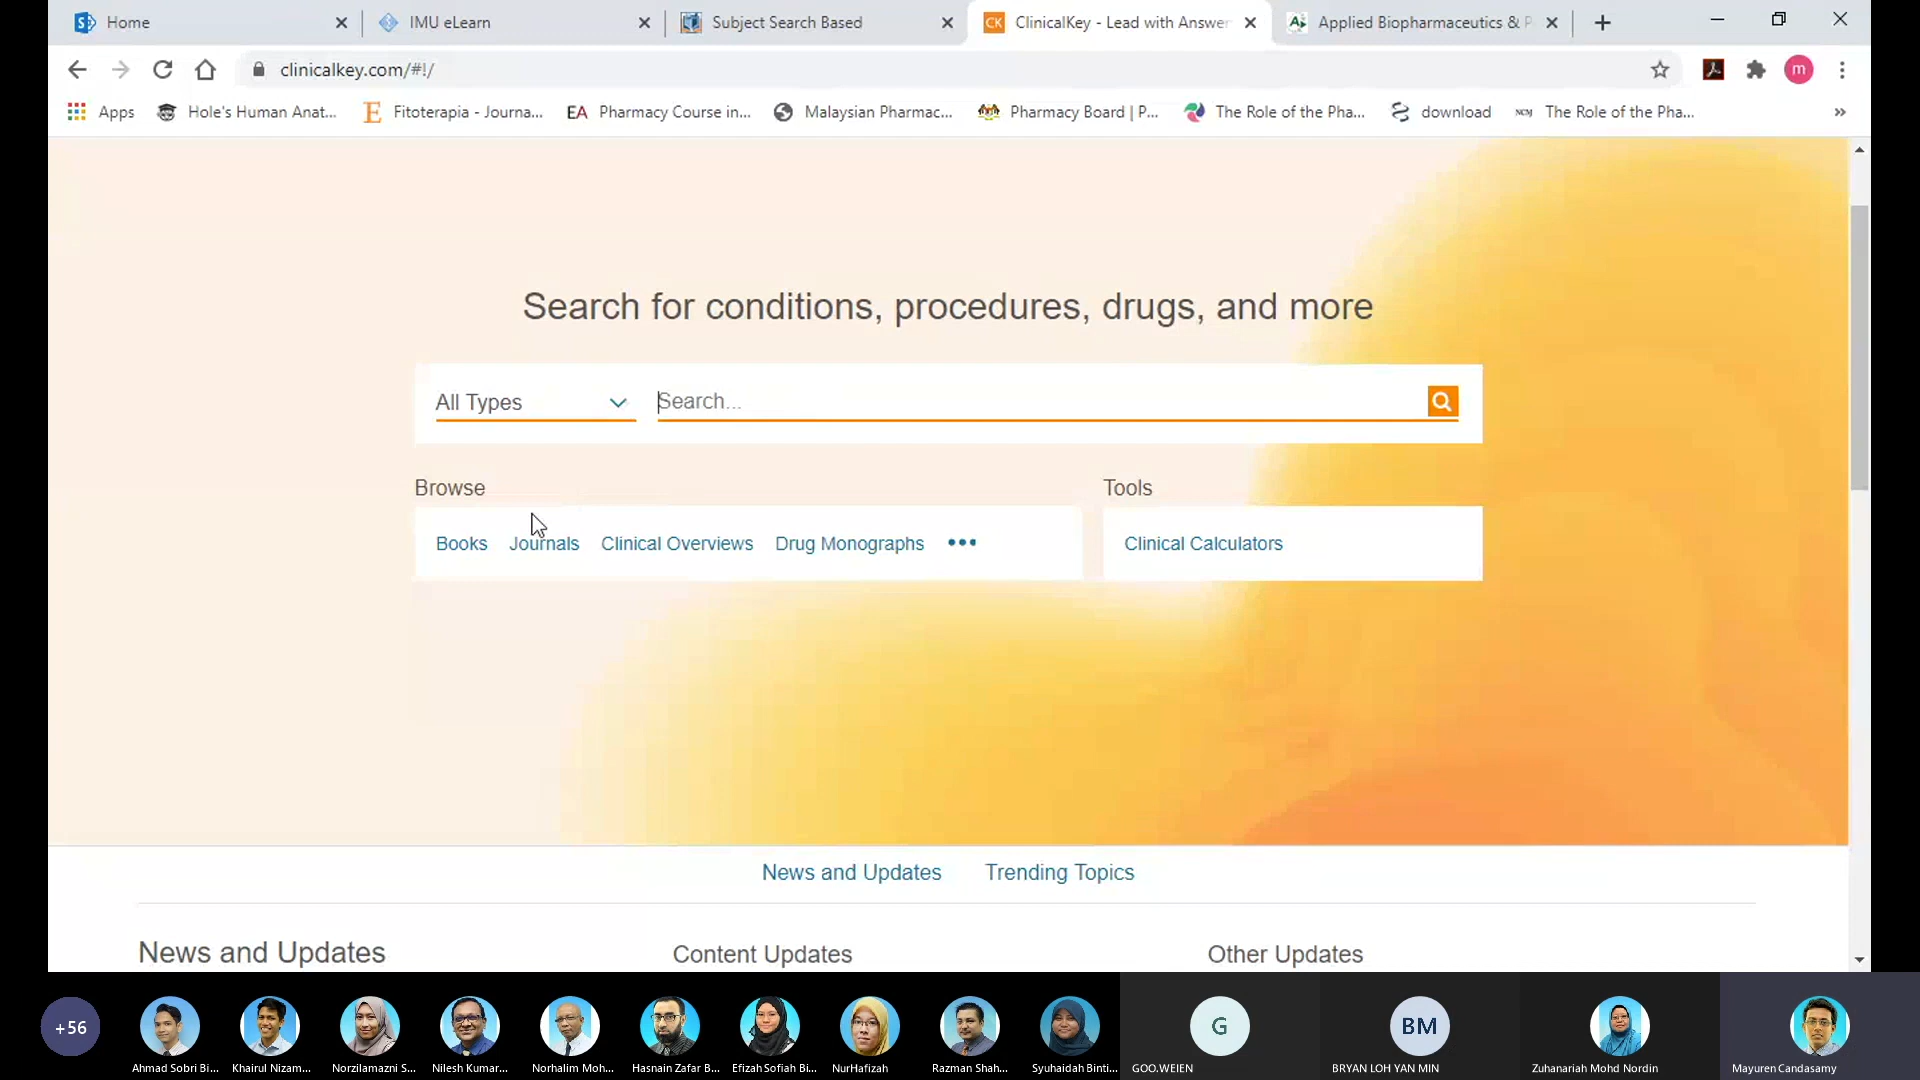 Home
IMU eLearn
Subject Search Based
CK
ClinicalKey - Lead with Answer
Applied Biopharmaceutics & P
clinicalkey.com/#!/
m
Apps
Hole's Human Anat...
Fitoterapia - Journa...
EA Pharmacy Course in...
Malaysian Pharmac...
Pharmacy Board | P...
The Role of the Pha...
download
The Role of the Pha...
Search for conditions, procedures, drugs, and more
All Types
Search...
Browse
Tools
Books Journals Clinical Overviews Drug Monographs •••
Clinical Calculators
News and Updates Trending Topics
News and Updates
Content Updates
Other Updates
+56
G
BM
Ahmad Sobri Bi...
Khairul Nizam...
Norzilamazni S...
Nilesh Kumar...
Norhalim Moh...
Hasnain Zafar B...
Efizah Sofiah Bi...
NurHafizah
Razman Shah...
Syuhaidah Binti...
GOO.WEIEN
BRYAN LOH YAN MIN
Zuhanariah Mohd Nordin
Mayuren Candasamy